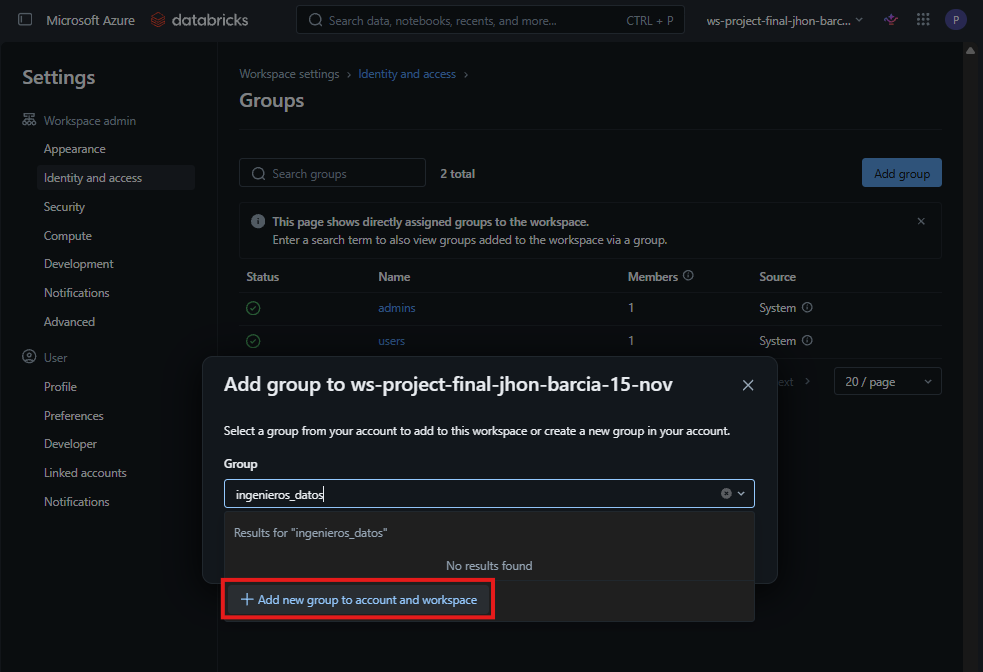 Microsoft Azure databricks Search data, notebooks, recents, and more... CTRL + P ws-project-final-jhon-barc... P
Settings
Workspace admin
Appearance
Identity and access
Security
Compute
Development
Notifications
Advanced
User
Profile
Preferences
Developer
Linked accounts
Notifications
Workspace settings › Identity and access ›
Groups
Search groups 2 total Add group
This page shows directly assigned groups to the workspace.
Enter a search term to also view groups added to the workspace via a group.
Status Name Members Source
admins 1 System
users 1 System
20 / page
Add group to ws-project-final-jhon-barcia-15-nov
Select a group from your account to add to this workspace or create a new group in your account.
Group
ingenieros_datos
Results for "ingenieros_datos"
No results found
+ Add new group to account and workspace